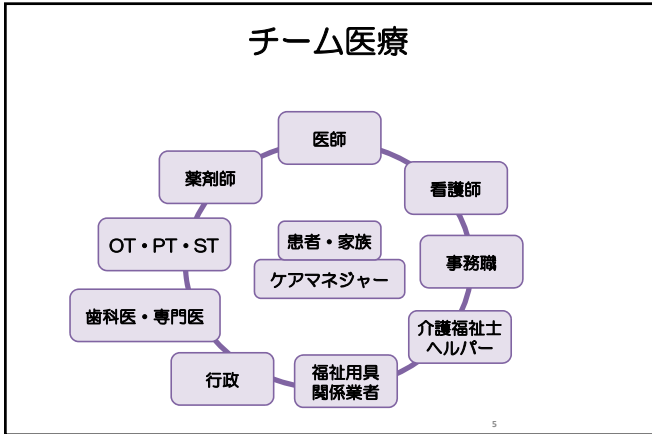 チーム医療
医師
薬剤師
看護師
OT・PT・ST
患者・家族
ケアマネジャー
事務職
歯科医・専門医
介護福祉士
ヘルパー
行政
福祉用具
関係業者
5